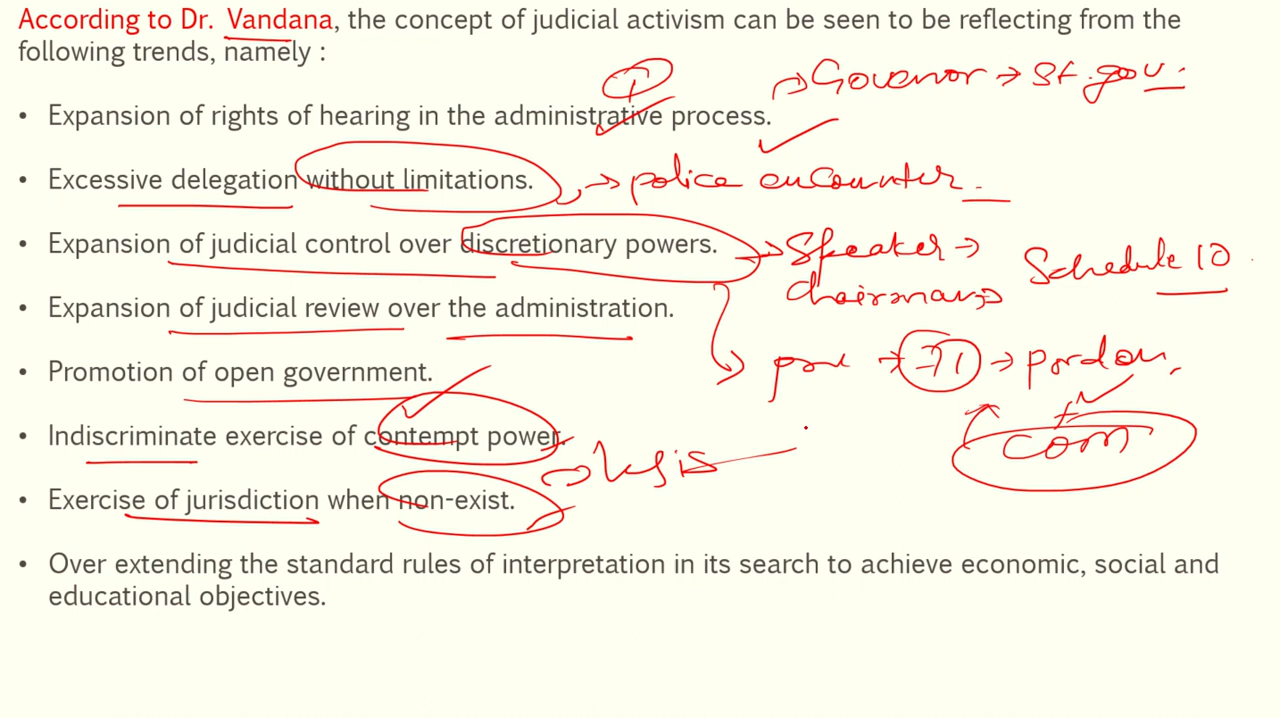 According to Dr. Vandana, the concept of judicial activism can be seen to be reflecting from the
following trends, namely :
①
→ Govenor → St. gov.
• Expansion of rights of hearing in the administrative process.
• Excessive delegation without limitations.
→ police encounter.
• Expansion of judicial control over discretionary powers.
→ Speaker →
chairman →
Schedule 10
• Expansion of judicial review over the administration.
→ pardon
• Promotion of open government.
• Indiscriminate exercise of contempt power.
com
• Exercise of jurisdiction when non-exist.
• Over extending the standard rules of interpretation in its search to achieve economic, social and
educational objectives.